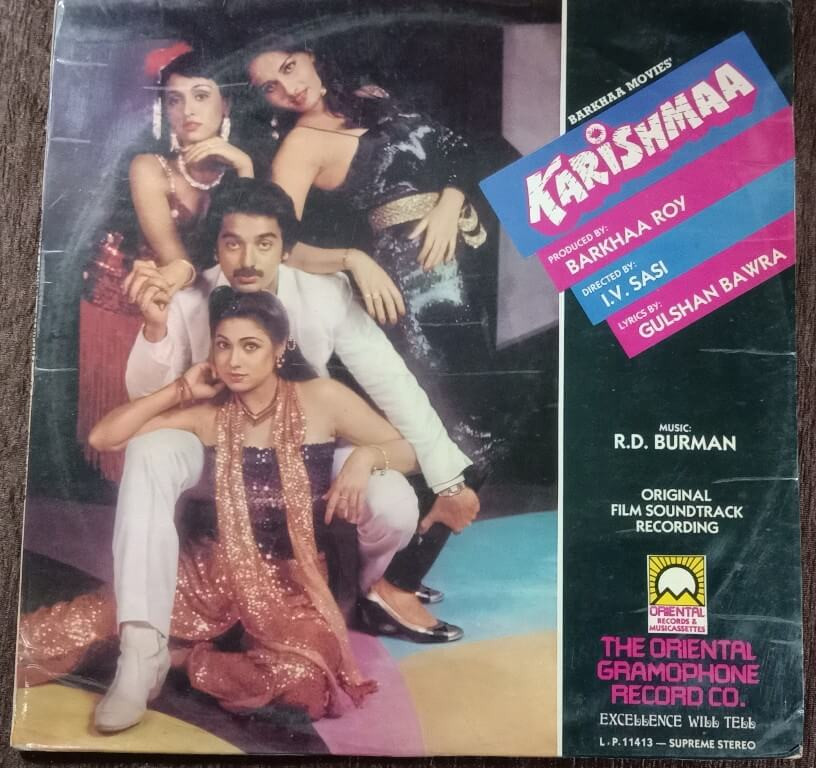 BARKHAA MOVIES'
KARISHMAA
PRODUCED BY:
BARKHAA ROY
DIRECTED BY:
I.V. SASI
LYRICS BY:
GULSHAN BAWRA
MUSIC:
R.D. BURMAN
ORIGINAL
FILM SOUNDTRACK
RECORDING
ORIENTAL
RECORDS &
MUSICASSETTES
THE ORIENTAL
GRAMOPHONE
RECORD CO.
EXCELLENCE WILL TELL
L.P. 11413 — SUPREME STEREO